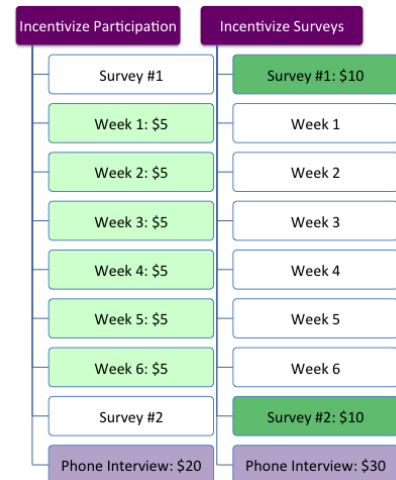 Incentivize Participation
Survey #1
Week 1: $5
Week 2: $5
Week 3: $5
Week 4: $5
Week 5: $5
Week 6: $5
Survey #2
Phone Interview: $20
Incentivize Surveys
Survey #1: $10
Week 1
Week 2
Week 3
Week 4
Week 5
Week 6
Survey #2: $10
Phone Interview: $30